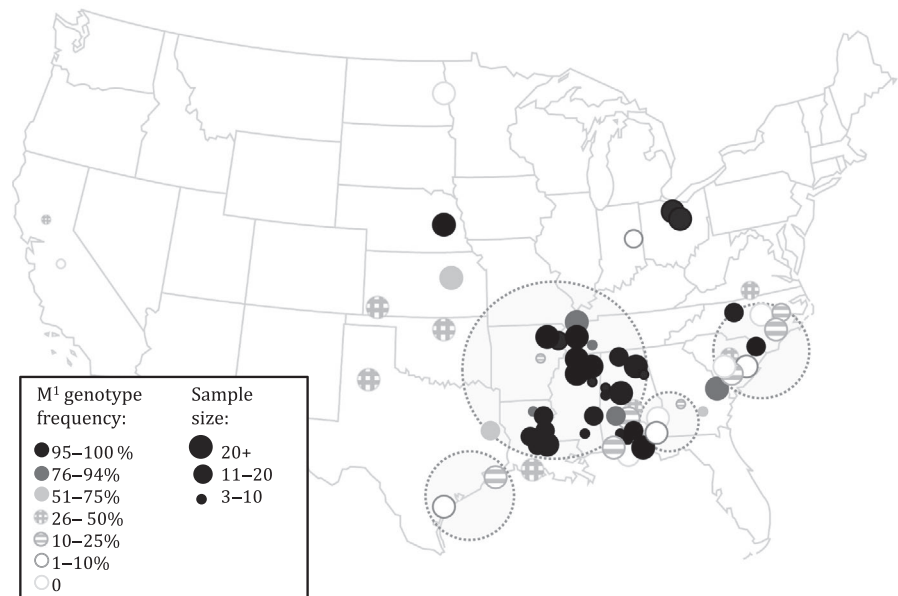 M¹ genotype
frequency:
95–100 %
76–94%
51–75%
26– 50%
10–25%
1–10%
0
Sample
size:
20+
11–20
3–10